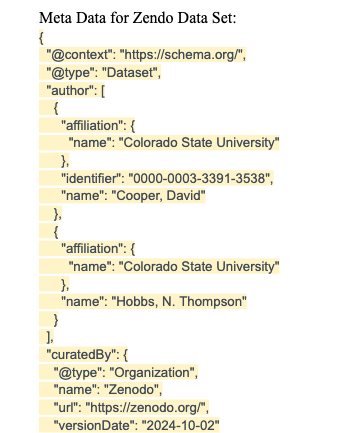 Meta Data for Zendo Data Set:
{
"@context": "https://schema.org/",
"@type": "Dataset",
"author": [
{
"affiliation": {
"name": "Colorado State University"
},
"identifier": "0000-0003-3391-3538",
"name": "Cooper, David"
},
{
"affiliation": {
"name": "Colorado State University"
},
"name": "Hobbs, N. Thompson"
}
],
"curatedBy": {
"@type": "Organization",
"name": "Zenodo",
"url": "https://zenodo.org/",
"versionDate": "2024-10-02"